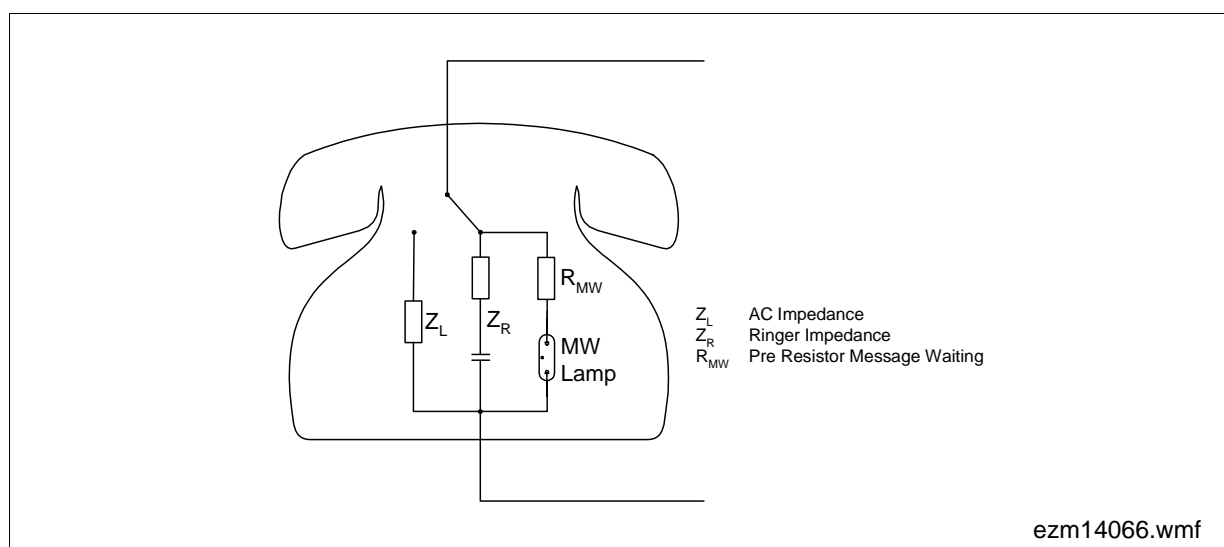 R_MW
Z_L
Z_R
MW
Lamp
Z_L AC Impedance
Z_R Ringer Impedance
R_MW Pre Resistor Message Waiting
ezm14066.wmf